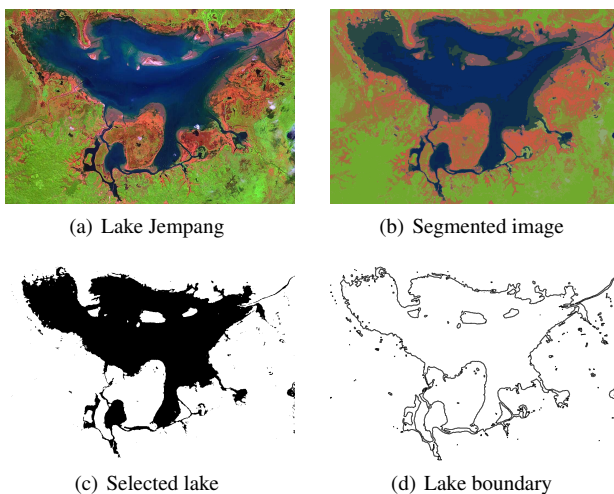 (a) Lake Jempang
(b) Segmented image
(c) Selected lake
(d) Lake boundary